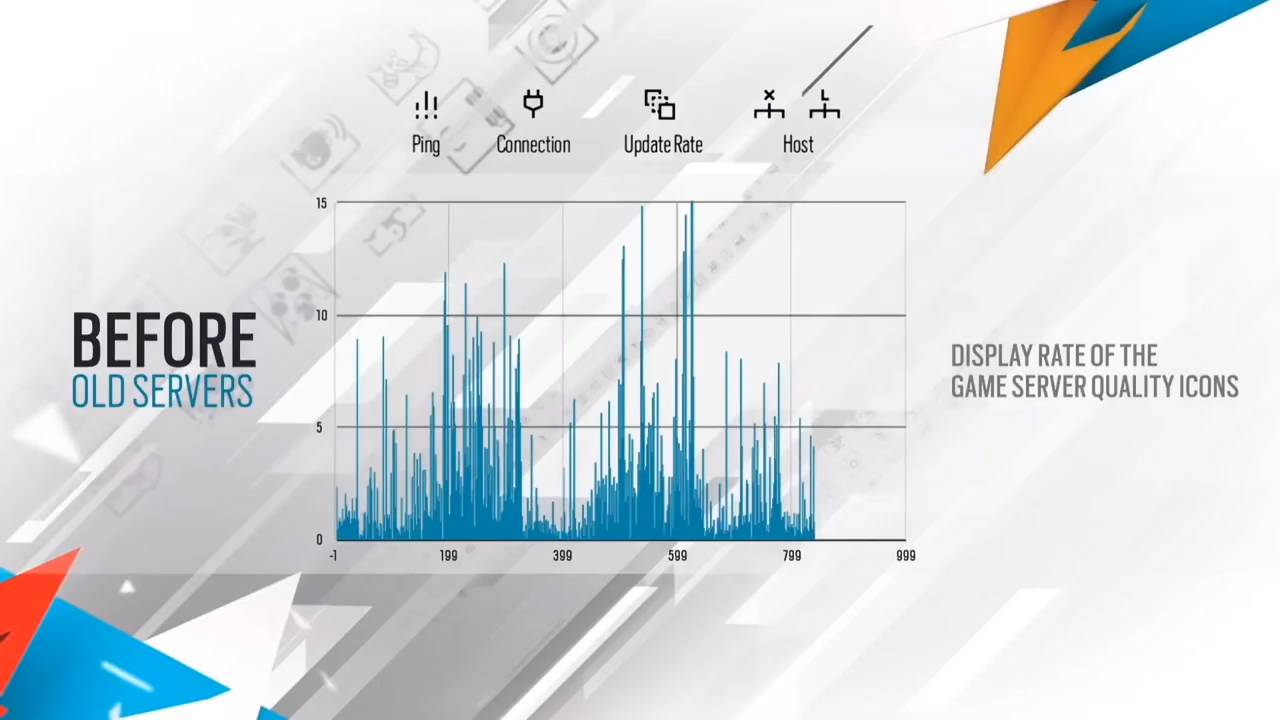 Ping Connection Update Rate Host
15
10
5
0
-1 199 399 599 799 999
BEFORE
OLD SERVERS
DISPLAY RATE OF THE
GAME SERVER QUALITY ICONS